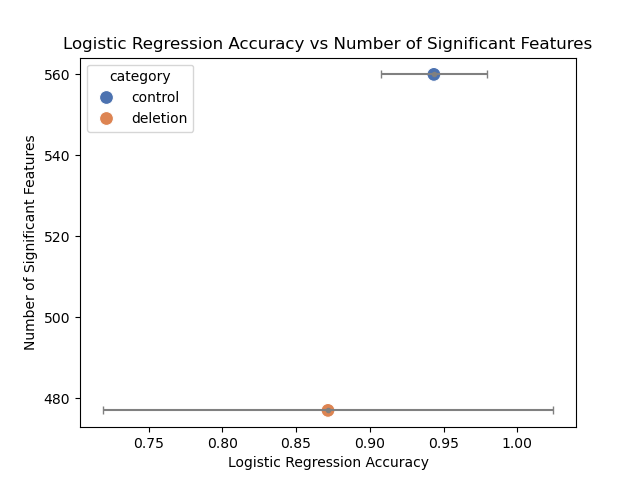 Logistic Regression Accuracy vs Number of Significant Features
category
control
deletion
Number of Significant Features
560
540
520
500
480
0.75 0.80 0.85 0.90 0.95 1.00
Logistic Regression Accuracy